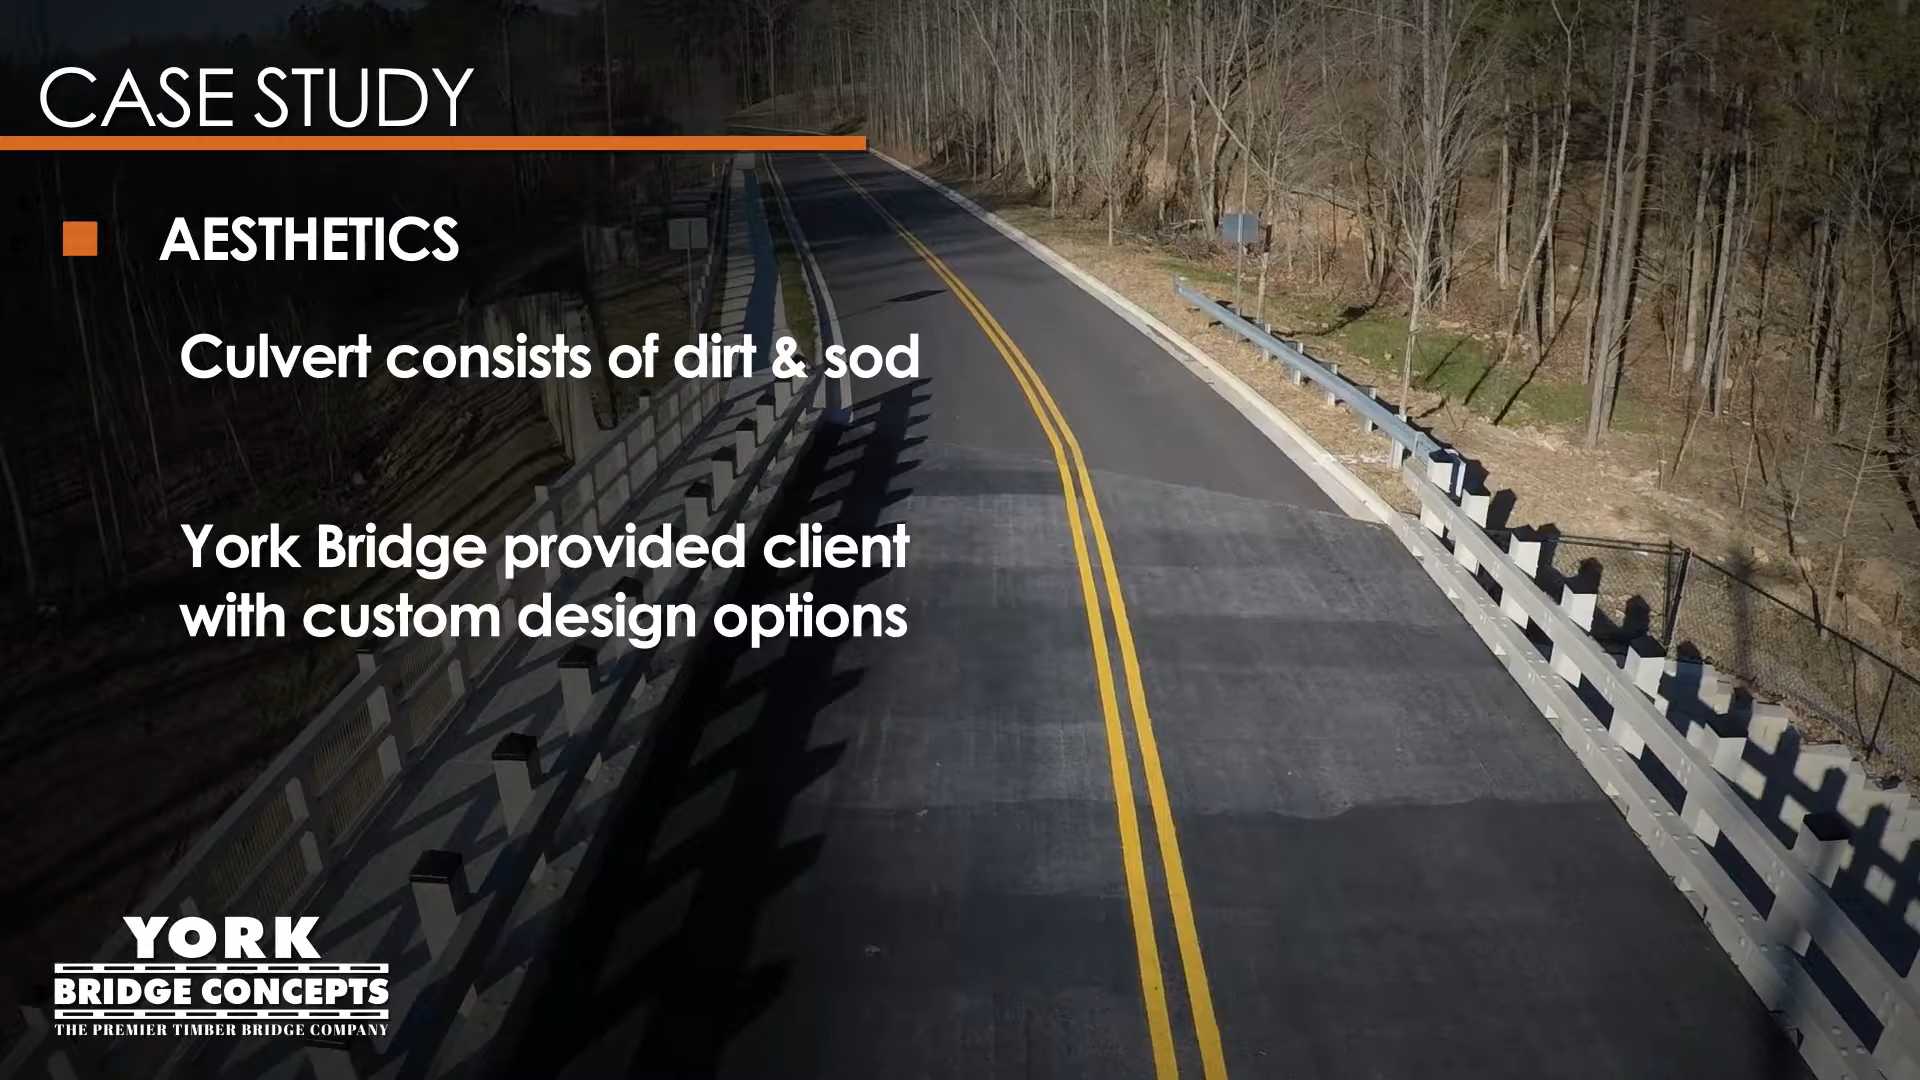 CASE STUDY
AESTHETICS
Culvert consists of dirt & sod
York Bridge provided client
with custom design options
YORK
BRIDGE CONCEPTS
THE PREMIER TIMBER BRIDGE COMPANY